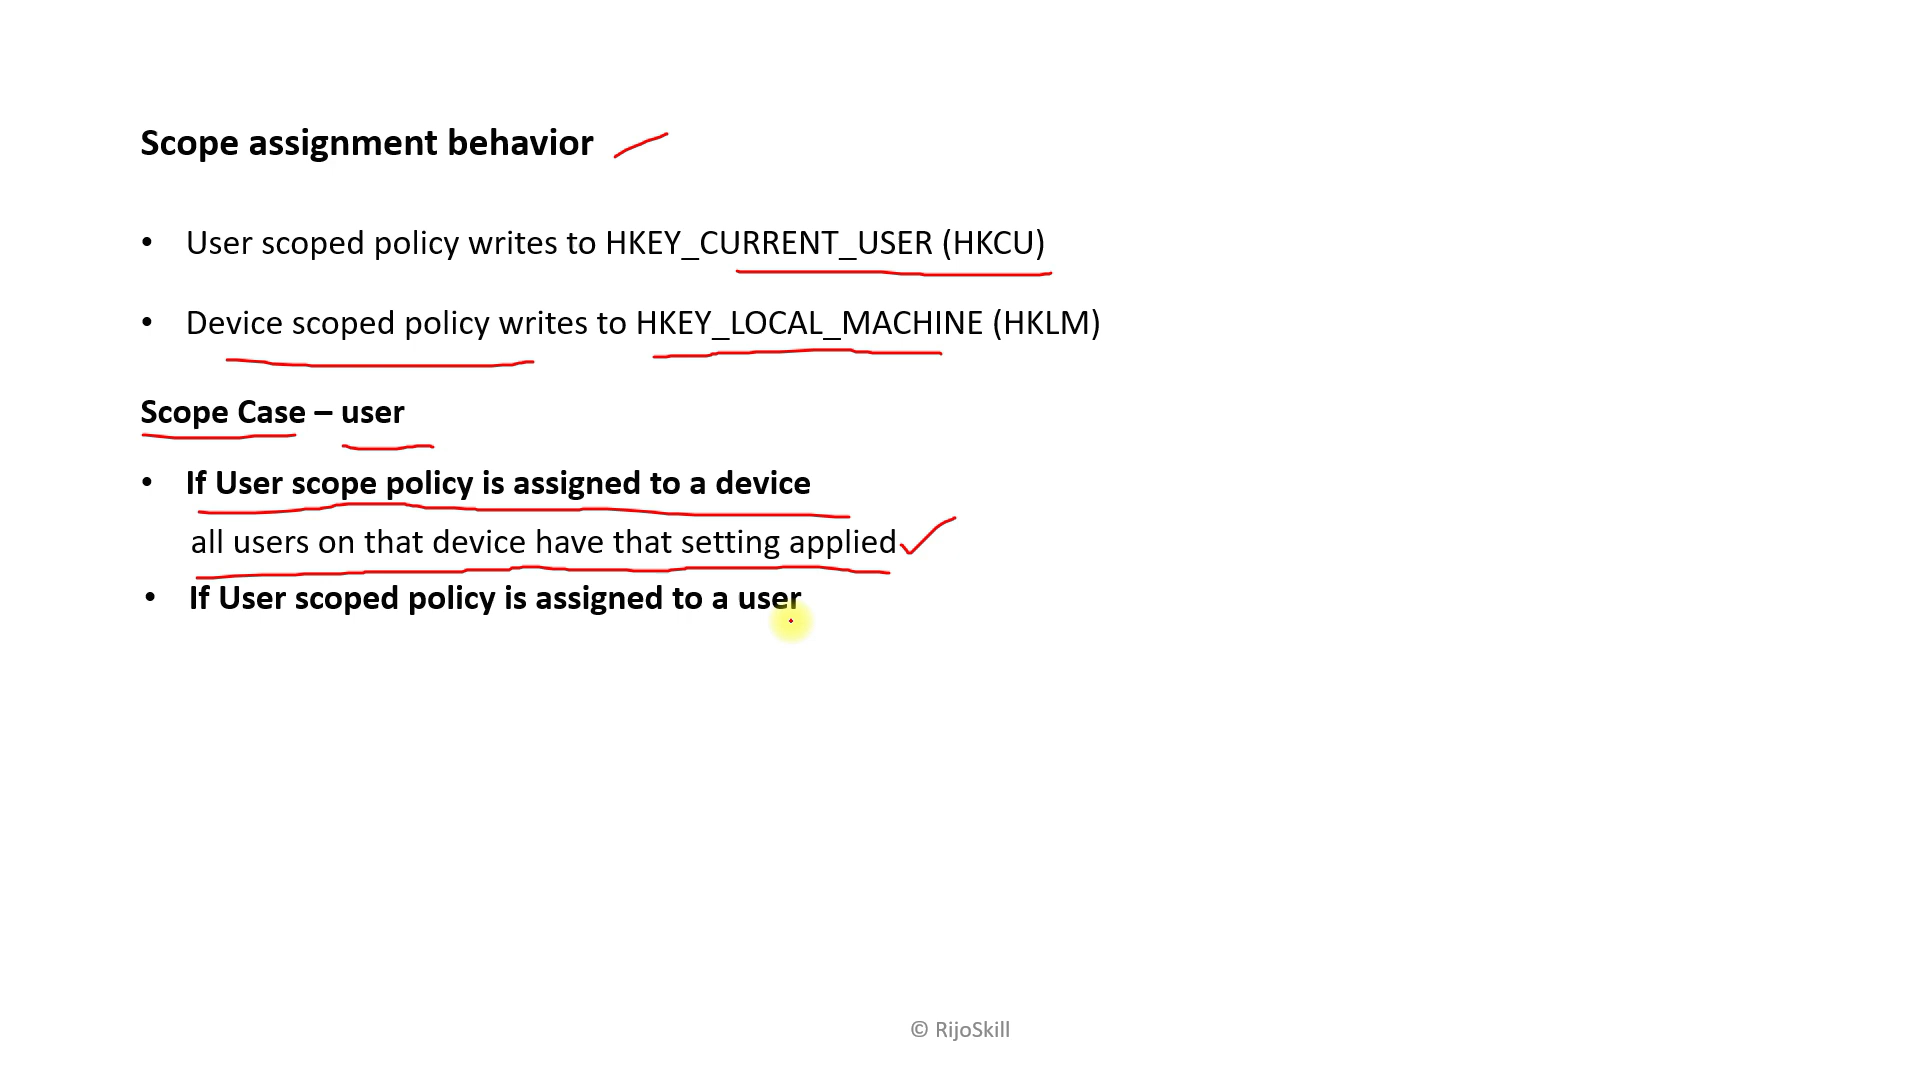 Scope assignment behavior
• User scoped policy writes to HKEY_CURRENT_USER (HKCU)
• Device scoped policy writes to HKEY_LOCAL_MACHINE (HKLM)
Scope Case – user
• If User scope policy is assigned to a device
all users on that device have that setting applied
• If User scoped policy is assigned to a user
© RijoSkill